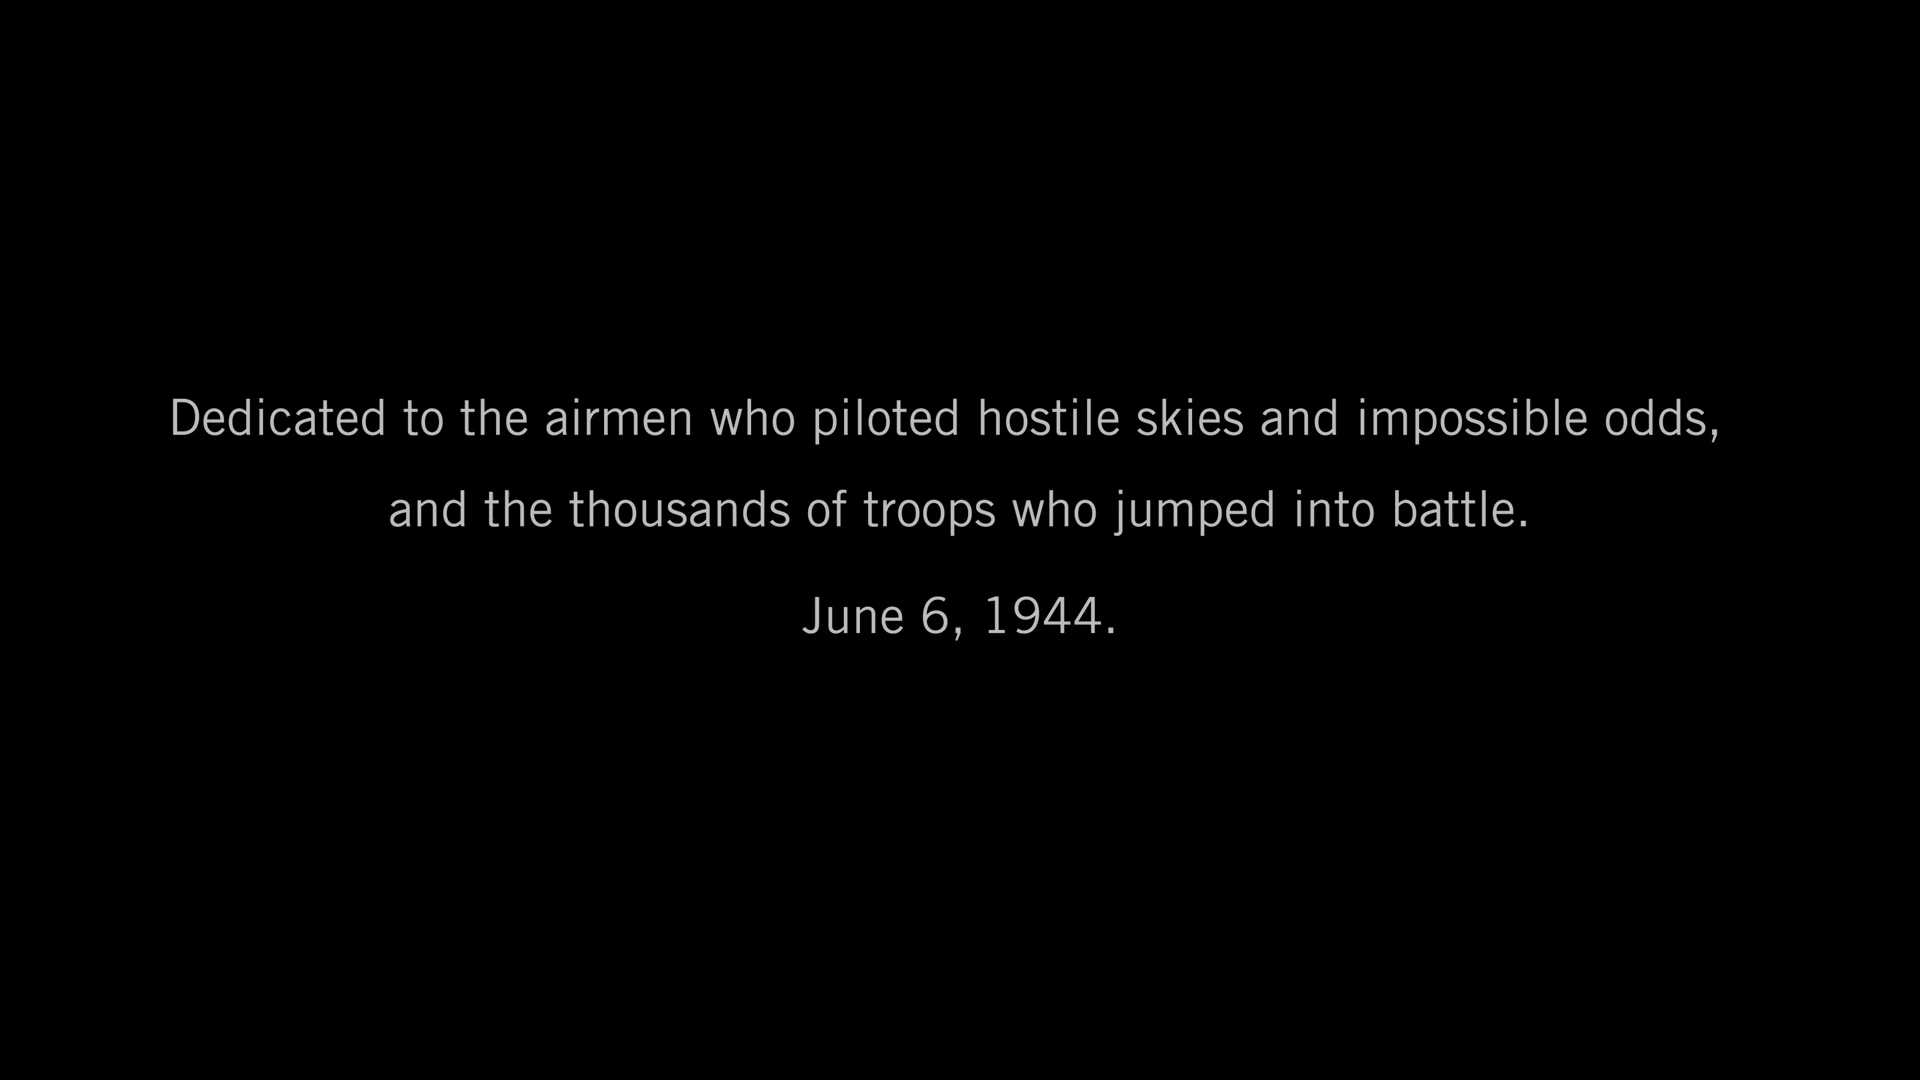 Dedicated to the airmen who piloted hostile skies and impossible odds,
and the thousands of troops who jumped into battle.
June 6, 1944.